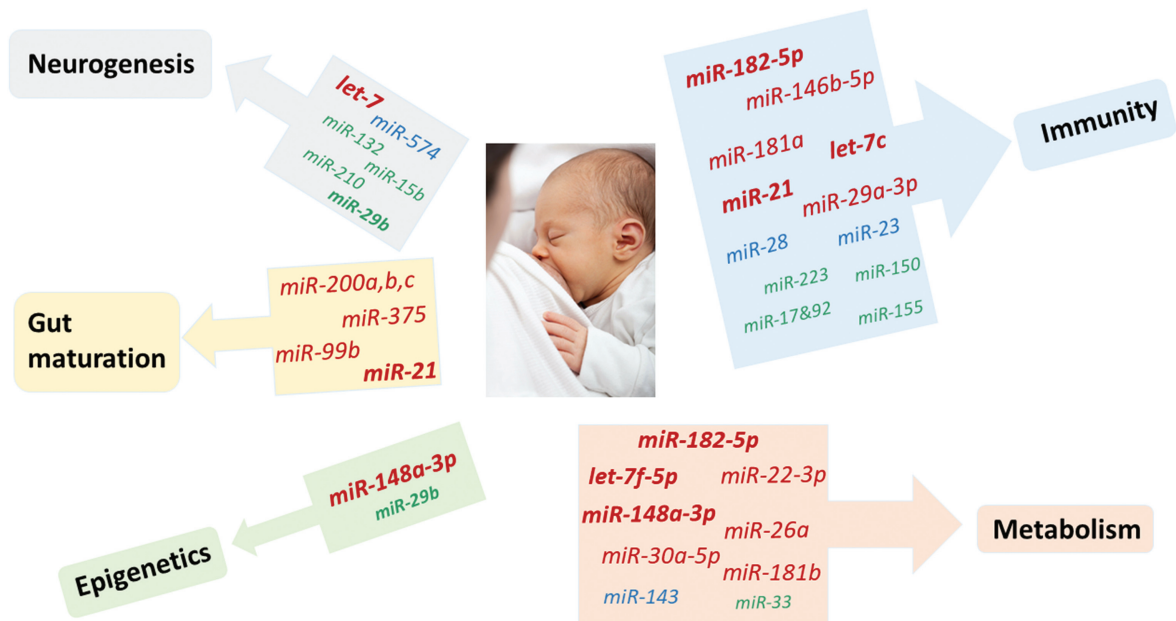 Neurogenesis
let-7
miR-574
miR-132
miR-15b
miR-210
miR-29b
Gut
maturation
miR-200a,b,c
miR-375
miR-99b
miR-21
Epigenetics
miR-148a-3p
miR-29b
miR-182-5p
miR-146b-5p
miR-181a
let-7c
miR-21
miR-29a-3p
miR-28
miR-23
miR-223
miR-150
miR-17&92
miR-155
Immunity
miR-182-5p
let-7f-5p
miR-22-3p
miR-148a-3p
miR-26a
miR-30a-5p
miR-181b
miR-143
miR-33
Metabolism